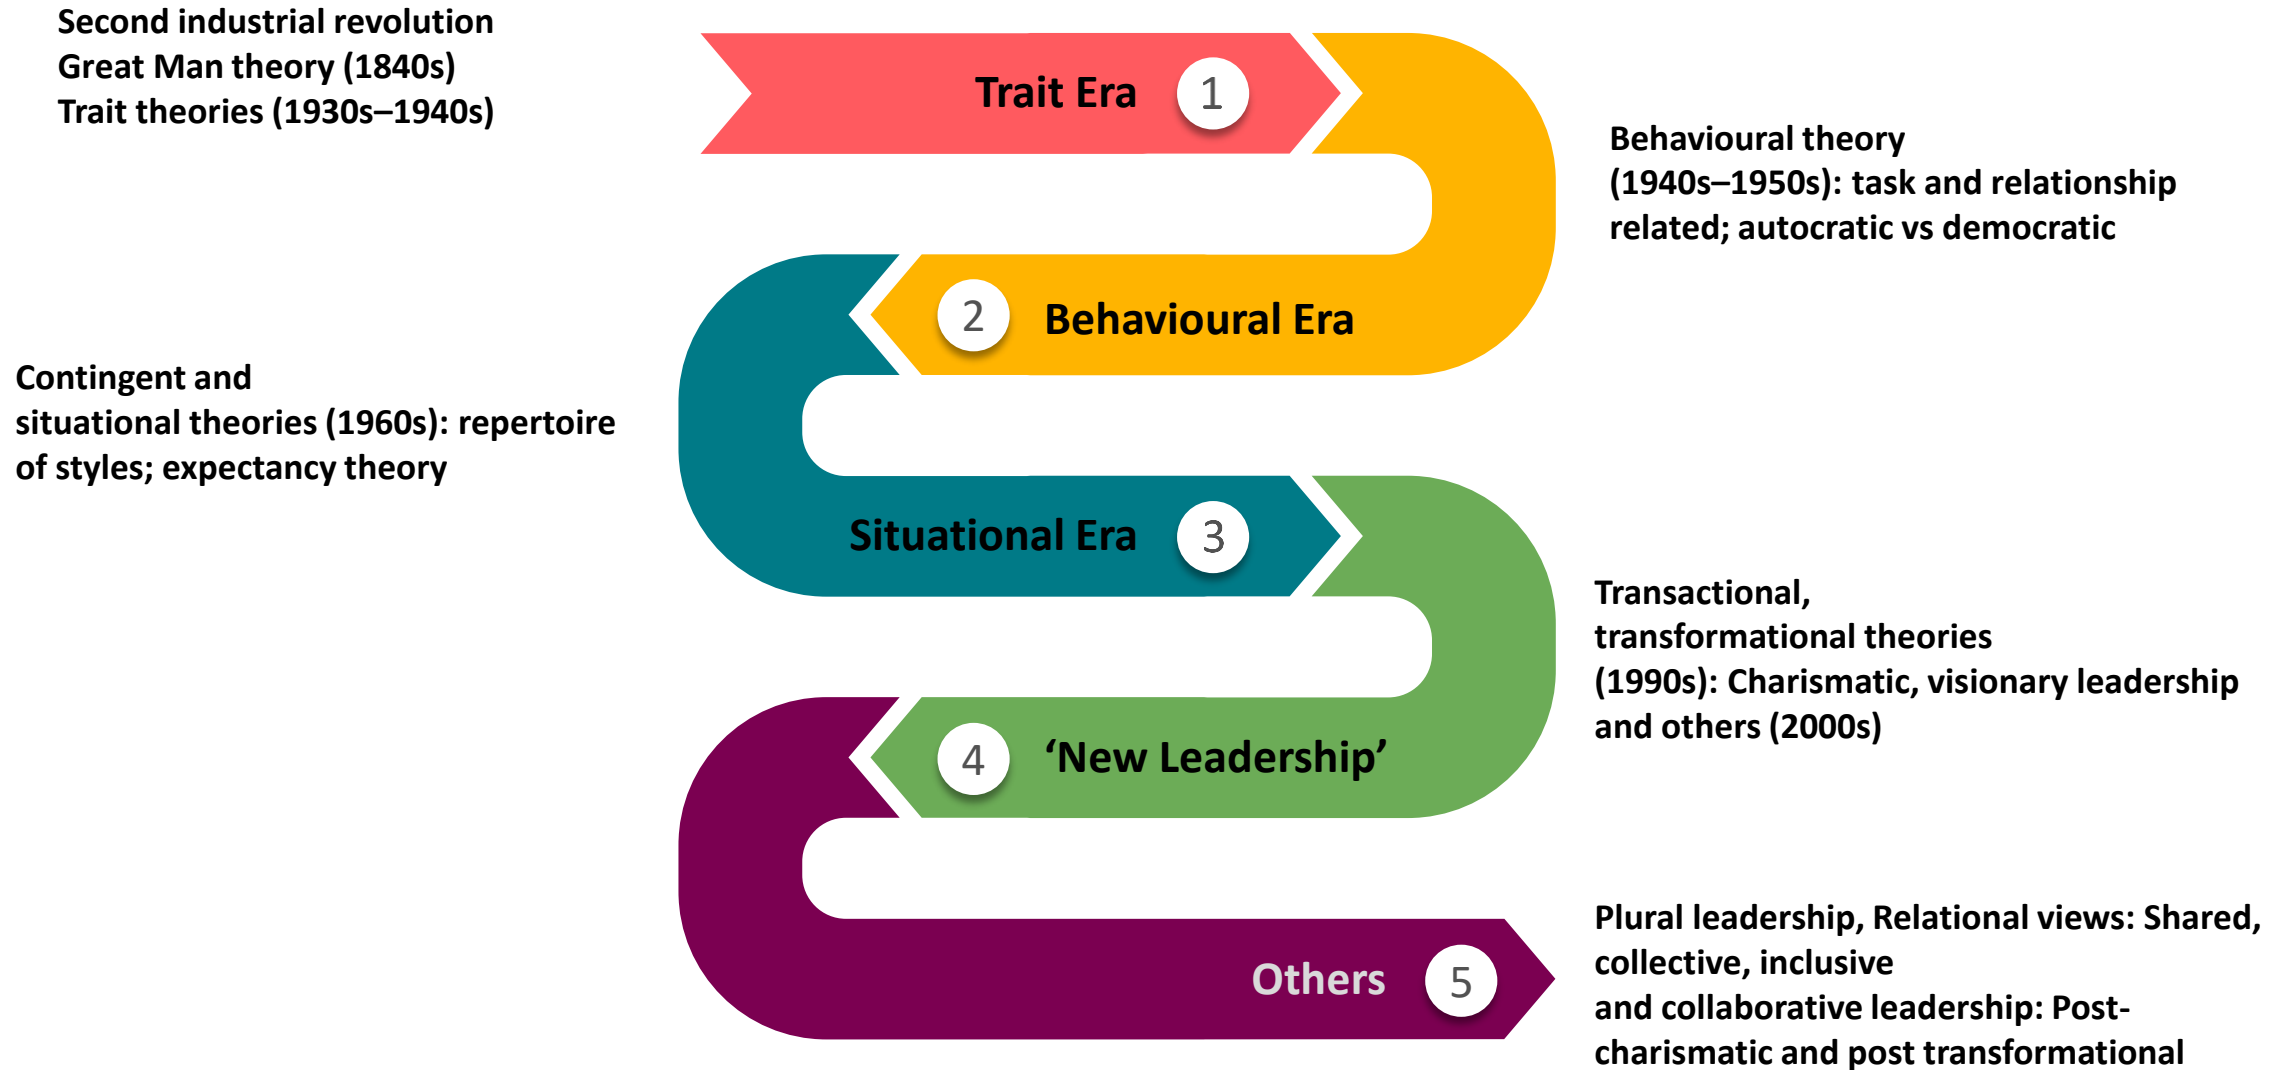 Second industrial revolution
Great Man theory (1840s)
Trait theories (1930s–1940s)
Trait Era 1
Behavioural theory
(1940s–1950s): task and relationship
related; autocratic vs democratic
2 Behavioural Era
Contingent and
situational theories (1960s): repertoire
of styles; expectancy theory
Situational Era 3
Transactional,
transformational theories
(1990s): Charismatic, visionary leadership
and others (2000s)
4 ‘New Leadership’
Plural leadership, Relational views: Shared,
collective, inclusive
and collaborative leadership: Post-
charismatic and post transformational
Others 5